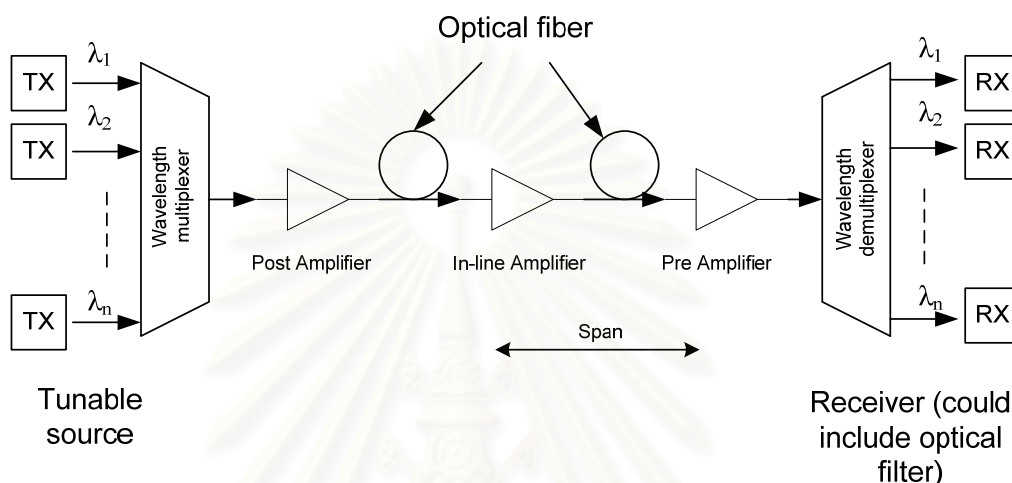 Optical fiber
λ1
TX
λ2
TX
λn
TX
Wavelength
multiplexer
Post Amplifier
In-line Amplifier
Pre Amplifier
Span
Wavelength
demultiplexer
λ1
RX
λ2
RX
λn
RX
Tunable
source
Receiver (could
include optical
filter)